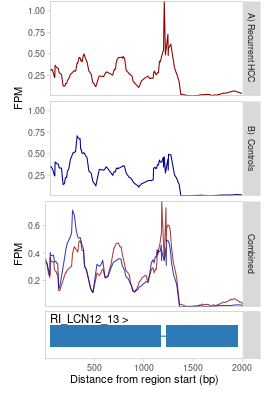 1.00
0.75
0.50
0.25
A) Recurrent HCC
FPM
1.00
0.75
0.50
0.25
B) Controls
0.6
0.4
0.2
FPM
Combined
RI_LCN12_13 >
500 1000 1500 2000
Distance from region start (bp)